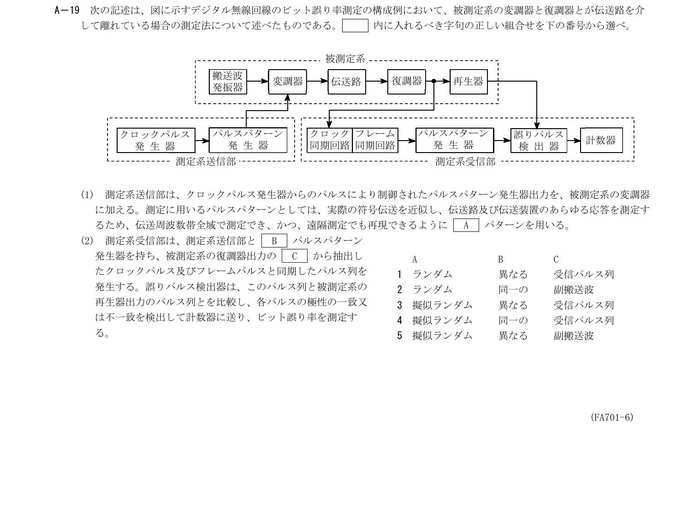 A－19 次の記述は、図に示すデジタル無線回線のビット誤り率測定の構成例において、被測定系の変調器と復調器とが伝送路を介
して離れている場合の測定法について述べたものである。 内に入れるべき字句の正しい組合せを下の番号から選べ。
被測定系
搬送波
発振器
変調器
伝送路
復調器
再生器
クロックパルス
発生器
パルスパターン
発生器
測定系送信部
クロック
同期回路
フレーム
同期回路
パルスパターン
発生器
誤りパルス
検出器
計数器
測定系受信部
(1) 測定系送信部は、クロックパルス発生器からのパルスにより制御されたパルスパターン発生器出力を、被測定系の変調器
に加える。測定に用いるパルスパターンとしては、実際の符号伝送を近似し、伝送路及び伝送装置のあらゆる応答を測定す
るため、伝送周波数帯全域で測定でき、かつ、遠隔測定でも再現できるように A パターンを用いる。
(2) 測定系受信部は、測定系送信部と B パルスパターン
発生器を持ち、被測定系の復調器出力の C から抽出し
たクロックパルス及びフレームパルスと同期したパルス列を
発生する。誤りパルス検出器は、このパルス列と被測定系の
再生器出力のパルス列とを比較し、各パルスの極性の一致又
は不一致を検出して計数器に送り、ビット誤り率を測定す
る。
A B C
1 ランダム 異なる 受信パルス列
2 ランダム 同一の 副搬送波
3 擬似ランダム 異なる 受信パルス列
4 擬似ランダム 同一の 受信パルス列
5 擬似ランダム 異なる 副搬送波
(FA701-6)